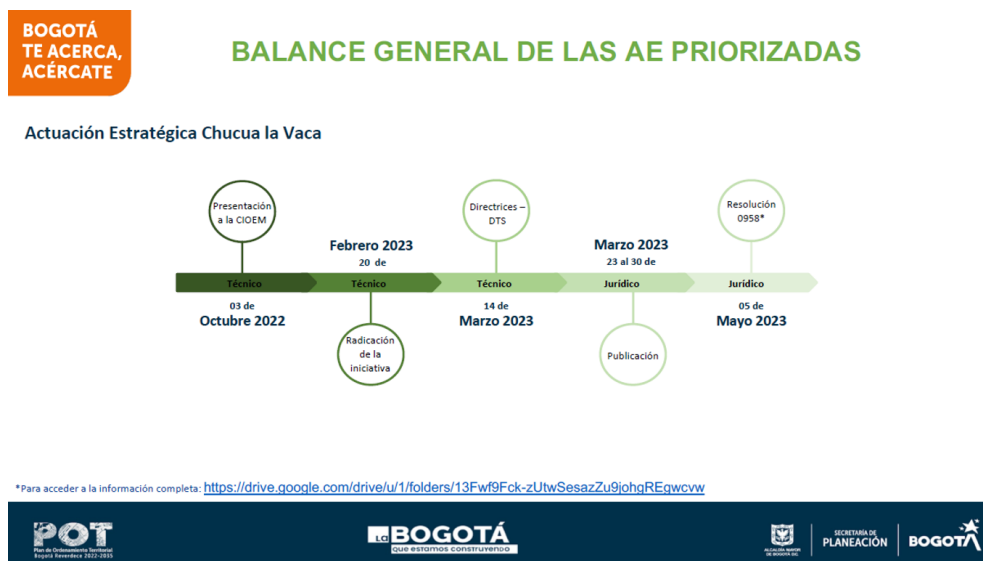 BOGOTÁ
TE ACERCA,
ACÉRCATE
BALANCE GENERAL DE LAS AE PRIORIZADAS
Actuación Estratégica Chucua la Vaca
Presentación
a la CIOEM
Directrices –
DTS
Resolución
0958*
Febrero 2023
20 de
Marzo 2023
23 al 30 de
Técnico
Técnico
Técnico
Jurídico
Jurídico
03 de
Octubre 2022
14 de
Marzo 2023
05 de
Mayo 2023
Radicación
de la
iniciativa
Publicación
*Para acceder a la información completa: https://drive.google.com/drive/u/1/folders/13Fwf9Fck-zUtwSesazZu9johgREgwcvw
POT
Plan de Ordenamiento Territorial
Bogotá Reverdece 2022-2035
LA BOGOTÁ
que estamos construyendo
ALCALDÍA MAYOR
DE BOGOTÁ D.C.
SECRETARÍA DE
PLANEACIÓN
BOGOTÁ